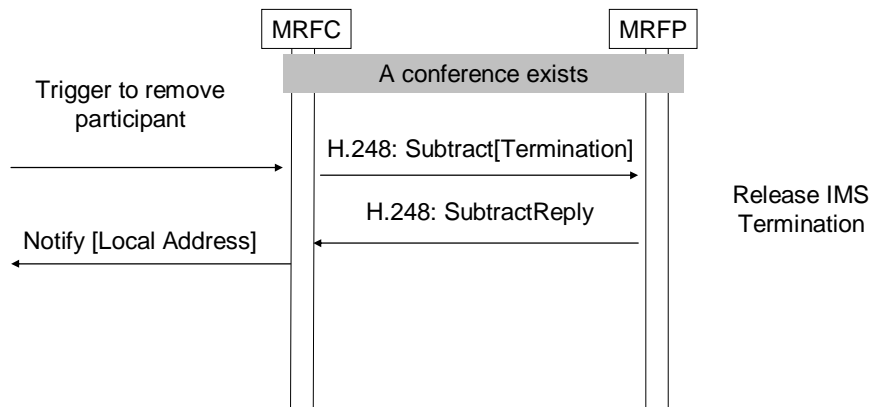 MRFC
MRFP
A conference exists
Trigger to remove
participant
H.248: Subtract[Termination]
H.248: SubtractReply
Release IMS
Termination
Notify [Local Address]